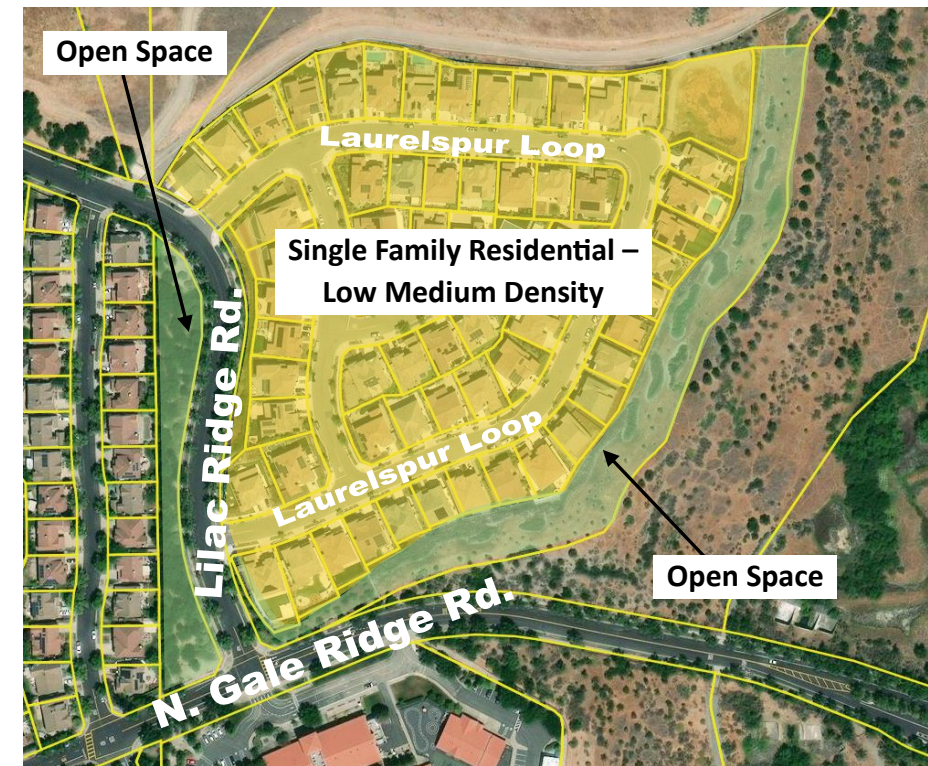 Open Space
Laurelspur Loop
Single Family Residential –
Low Medium Density
Lilac Ridge Rd.
Laurelspur Loop
Open Space
N. Gale Ridge Rd.